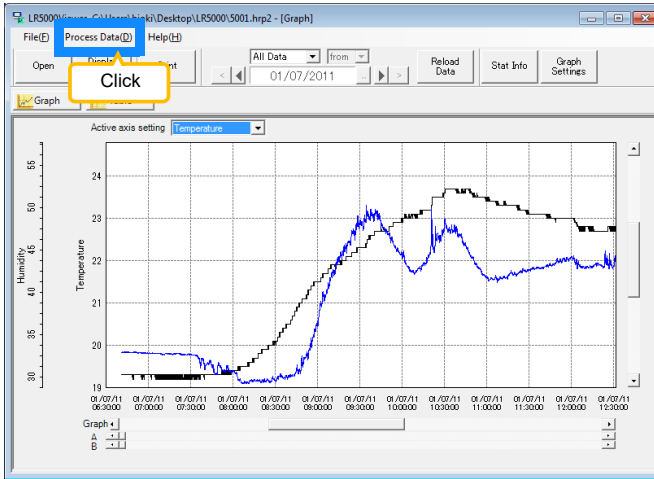 LR5000Viewer C:\Users\hioki\Desktop\LR5000\5001.hrp2 - [Graph]
File(F) Process Data(D) Help(H)
All Data from
Open Reload Data Stat Info Graph Settings
< 01/07/2011 .. >
Click
Graph
Active axis setting Temperature
Humidity
55
50
45
40
35
30
Temperature
24
23
22
21
20
19
01/07/11 01/07/11 01/07/11 01/07/11 01/07/11 01/07/11 01/07/11 01/07/11 01/07/11 01/07/11 01/07/11 01/07/11 01/07/11
06:30:00 07:00:00 07:30:00 08:00:00 08:30:00 09:00:00 09:30:00 10:00:00 10:30:00 11:00:00 11:30:00 12:00:00 12:30:00
Graph
A
B